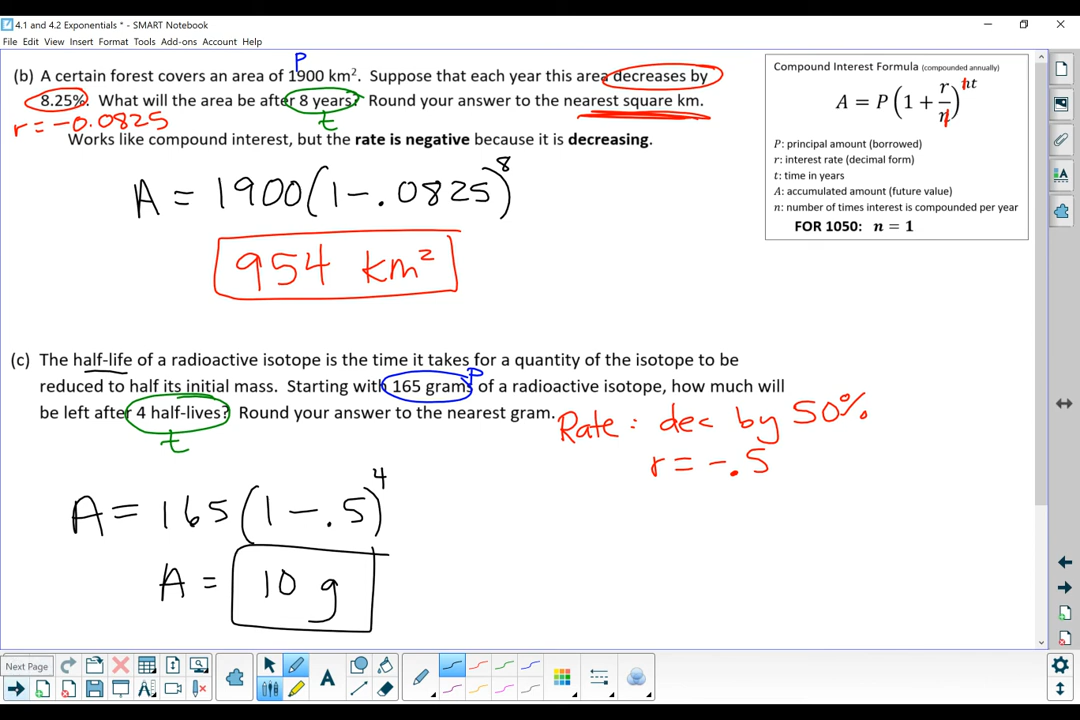 4.1 and 4.2 Exponentials * - SMART Notebook
File Edit View Insert Format Tools Add-ons Account Help
P
(b) A certain forest covers an area of 1900 km². Suppose that each year this area decreases by
8.25%. What will the area be after 8 years? Round your answer to the nearest square km.
r = -0.0825
t
Works like compound interest, but the rate is negative because it is decreasing.
A = 1900(1 - .0825)^8
954 km²
Compound Interest Formula (compounded annually)
A = P(1 + r/n)^nt
P: principal amount (borrowed)
r: interest rate (decimal form)
t: time in years
A: accumulated amount (future value)
n: number of times interest is compounded per year
FOR 1050: n = 1
(c) The half-life of a radioactive isotope is the time it takes for a quantity of the isotope to be
reduced to half its initial mass. Starting with 165 grams of a radioactive isotope, how much will
P
be left after 4 half-lives? Round your answer to the nearest gram.
t
Rate: dec by 50%
r = -.5
A = 165(1 - .5)^4
A = 10 g
Next Page
A